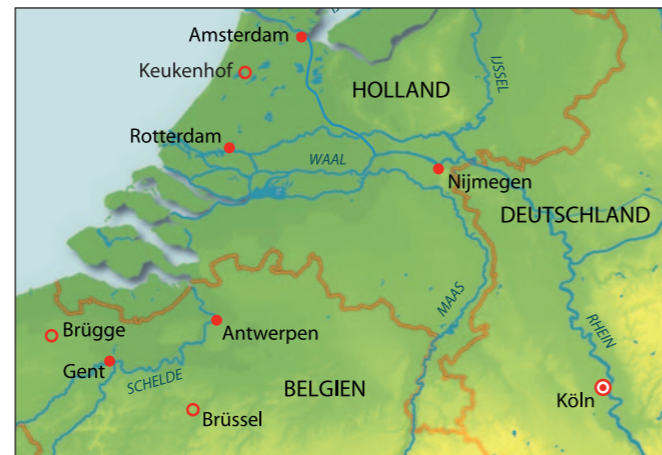 Amsterdam
Keukenhof
HOLLAND
IJSSEL
Rotterdam
WAAL
Nijmegen
DEUTSCHLAND
MAAS
RHEIN
Brügge
Antwerpen
Gent
SCHELDE
BELGIEN
Köln
Brüssel